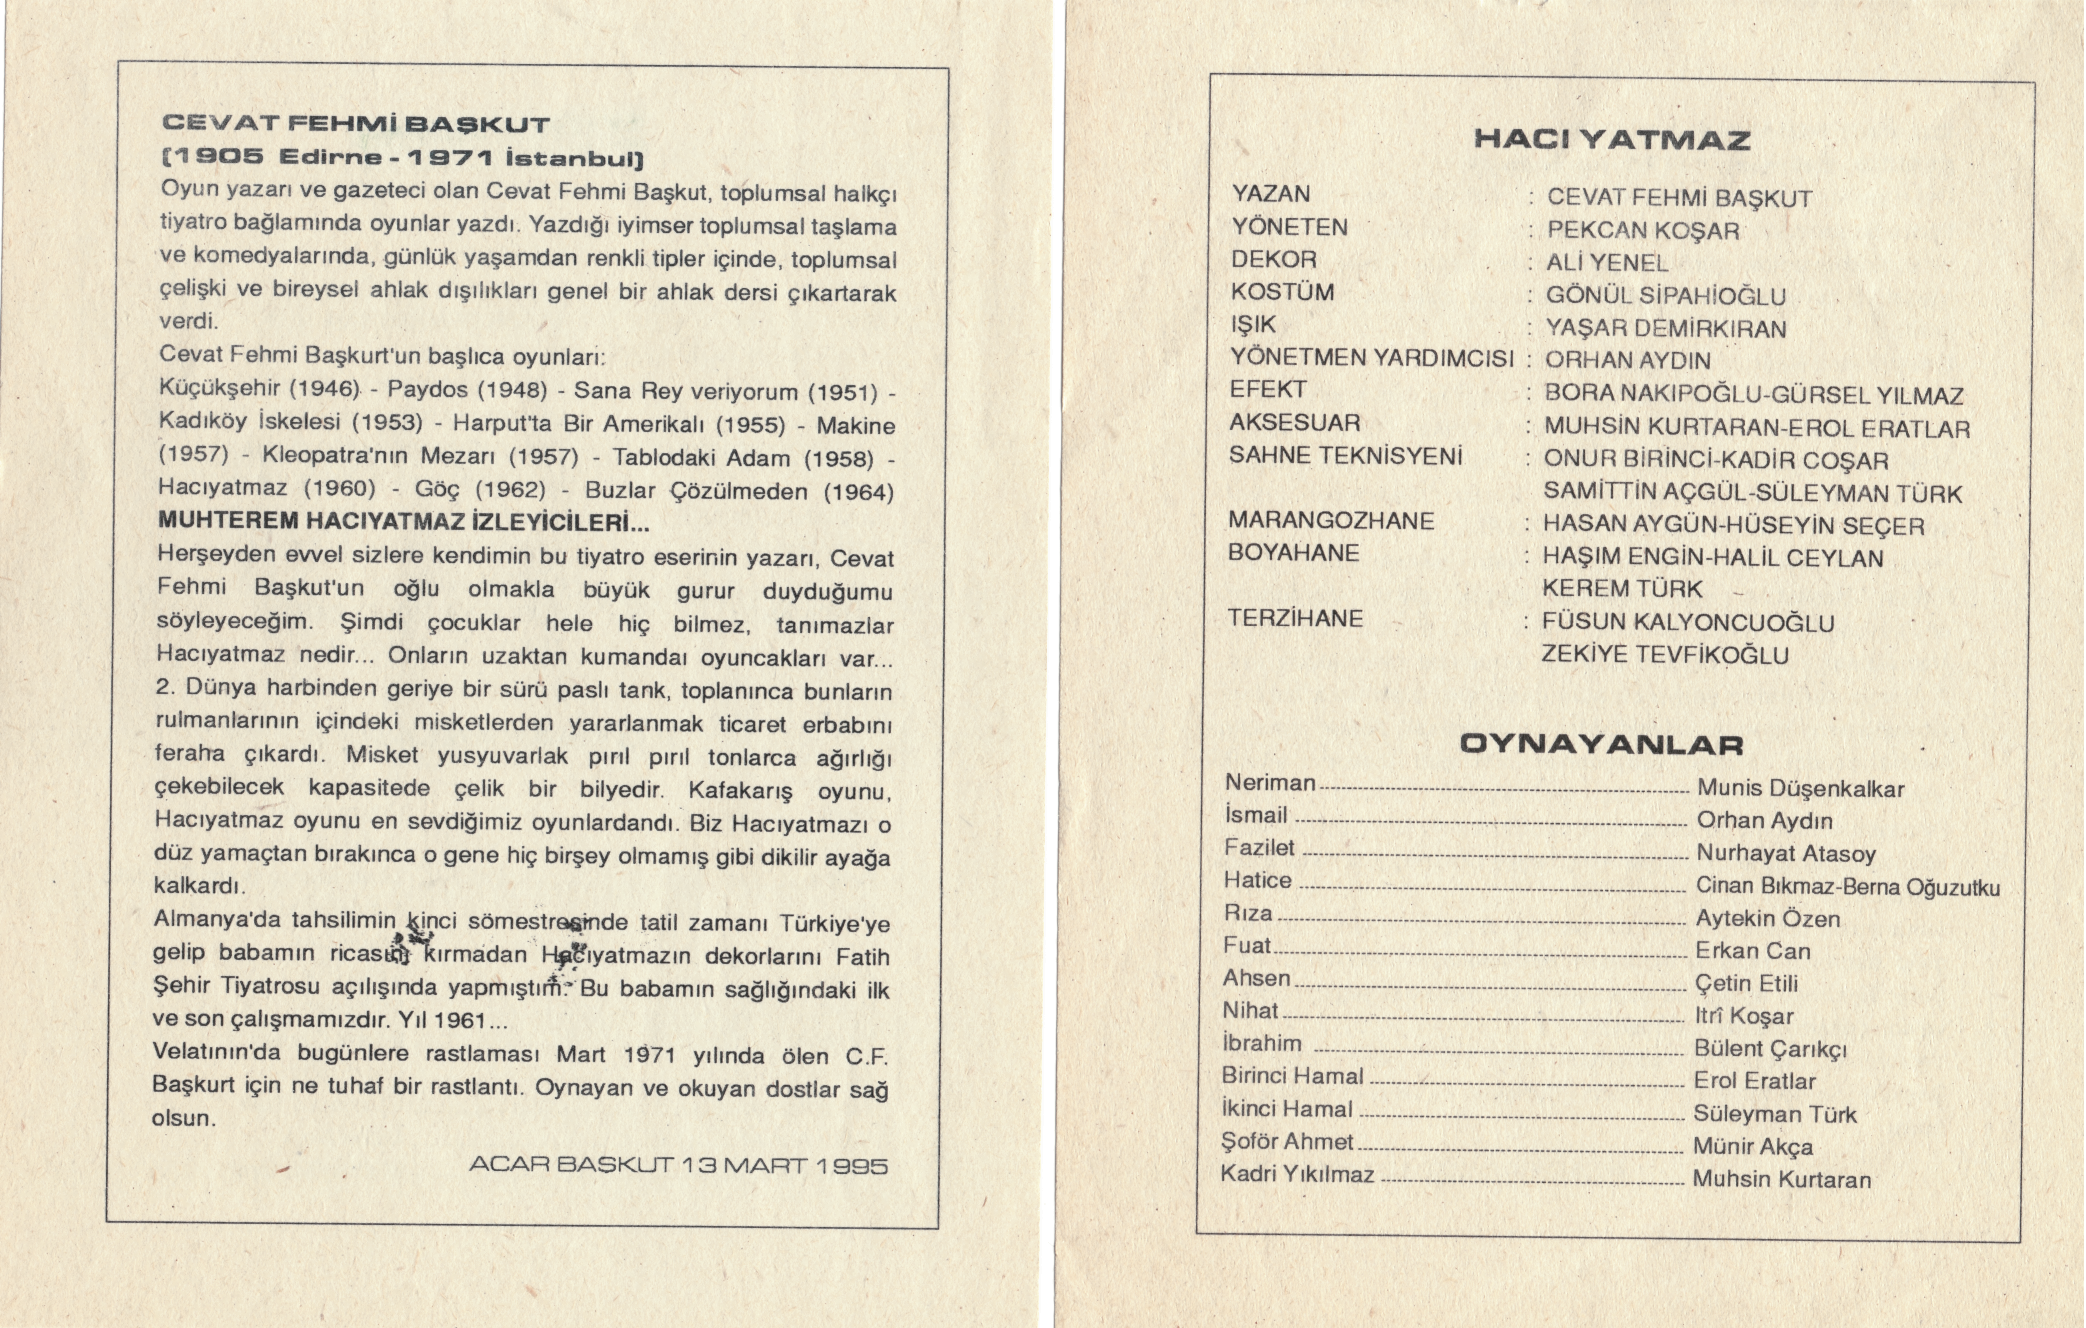 CEVAT FEHMİ BAŞKUT
(1905 Edirne - 1971 İstanbul)
Oyun yazarı ve gazeteci olan Cevat Fehmi Başkut, toplumsal halkçı
tiyatro bağlamında oyunlar yazdı. Yazdığı iyimser toplumsal taşlama
ve komedyalarında, günlük yaşamdan renkli tipler içinde, toplumsal
çelişki ve bireysel ahlak dışılıkları genel bir ahlak dersi çıkartarak
verdi.
Cevat Fehmi Başkurt'un başlıca oyunları:
Küçükşehir (1946) - Paydos (1948) - Sana Rey veriyorum (1951) -
Kadıköy İskelesi (1953) - Harput'ta Bir Amerikalı (1955) - Makine
(1957) - Kleopatra'nın Mezarı (1957) - Tablodaki Adam (1958) -
Hacıyatmaz (1960) - Göç (1962) - Buzlar Çözülmeden (1964)
MUHTEREM HACIYATMAZ İZLEYİCİLERİ...
Herşeyden evvel sizlere kendimin bu tiyatro eserinin yazarı, Cevat
Fehmi Başkut'un oğlu olmakla büyük gurur duyduğumu
söyleyeceğim. Şimdi çocuklar hele hiç bilmez, tanımazlar
Hacıyatmaz nedir... Onların uzaktan kumandaı oyuncakları var...
2. Dünya harbinden geriye bir sürü paslı tank, toplanınca bunların
rulmanlarının içindeki misketlerden yararlanmak ticaret erbabını
feraha çıkardı. Misket yusyuvarlak pırıl pırıl tonlarca ağırlığı
çekebilecek kapasitede çelik bir bilyedir. Kafakarış oyunu,
Hacıyatmaz oyunu en sevdiğimiz oyunlardandı. Biz Hacıyatmazı o
düz yamaçtan bırakınca o gene hiç birşey olmamış gibi dikilir ayağa
kalkardı.
Almanya'da tahsilimin kinci sömestresinde tatil zamanı Türkiye'ye
gelip babamın ricasını kırmadan Hacıyatmazın dekorlarını Fatih
Şehir Tiyatrosu açılışında yapmıştım. Bu babamın sağlığındaki ilk
ve son çalışmamızdır. Yıl 1961...
Velatının'da bugünlere rastlaması Mart 1971 yılında ölen C.F.
Başkurt için ne tuhaf bir rastlantı. Oynayan ve okuyan dostlar sağ
olsun.
ACAR BAŞKUT 13 MART 1995
HACI YATMAZ
YAZAN : CEVAT FEHMİ BAŞKUT
YÖNETEN : PEKCAN KOŞAR
DEKOR : ALİ YENEL
KOSTÜM : GÖNÜL SİPAHİOĞLU
IŞIK : YAŞAR DEMİRKIRAN
YÖNETMEN YARDIMCISI : ORHAN AYDIN
EFEKT : BORA NAKIPOĞLU-GÜRSEL YILMAZ
AKSESUAR : MUHSİN KURTARAN-EROL ERATLAR
SAHNE TEKNİSYENİ : ONUR BİRİNCİ-KADİR COŞAR
SAMİTTİN AÇGÜL-SÜLEYMAN TÜRK
MARANGOZHANE : HASAN AYGÜN-HÜSEYİN SEÇER
BOYAHANE : HAŞIM ENGİN-HALİL CEYLAN
KEREM TÜRK
TERZİHANE : FÜSUN KALYONCUOĞLU
ZEKİYE TEVFİKOĞLU
OYNAYANLAR
Neriman ........ Munis Düşenkalkar
İsmail ........ Orhan Aydın
Fazilet ........ Nurhayat Atasoy
Hatice ........ Cinan Bıkmaz-Berna Oğuzutku
Rıza ........ Aytekin Özen
Fuat ........ Erkan Can
Ahsen ........ Çetin Etili
Nihat ........ Itrî Koşar
İbrahim ........ Bülent Çarıkçı
Birinci Hamal ........ Erol Eratlar
İkinci Hamal ........ Süleyman Türk
Şoför Ahmet ........ Münir Akça
Kadri Yıkılmaz ........ Muhsin Kurtaran